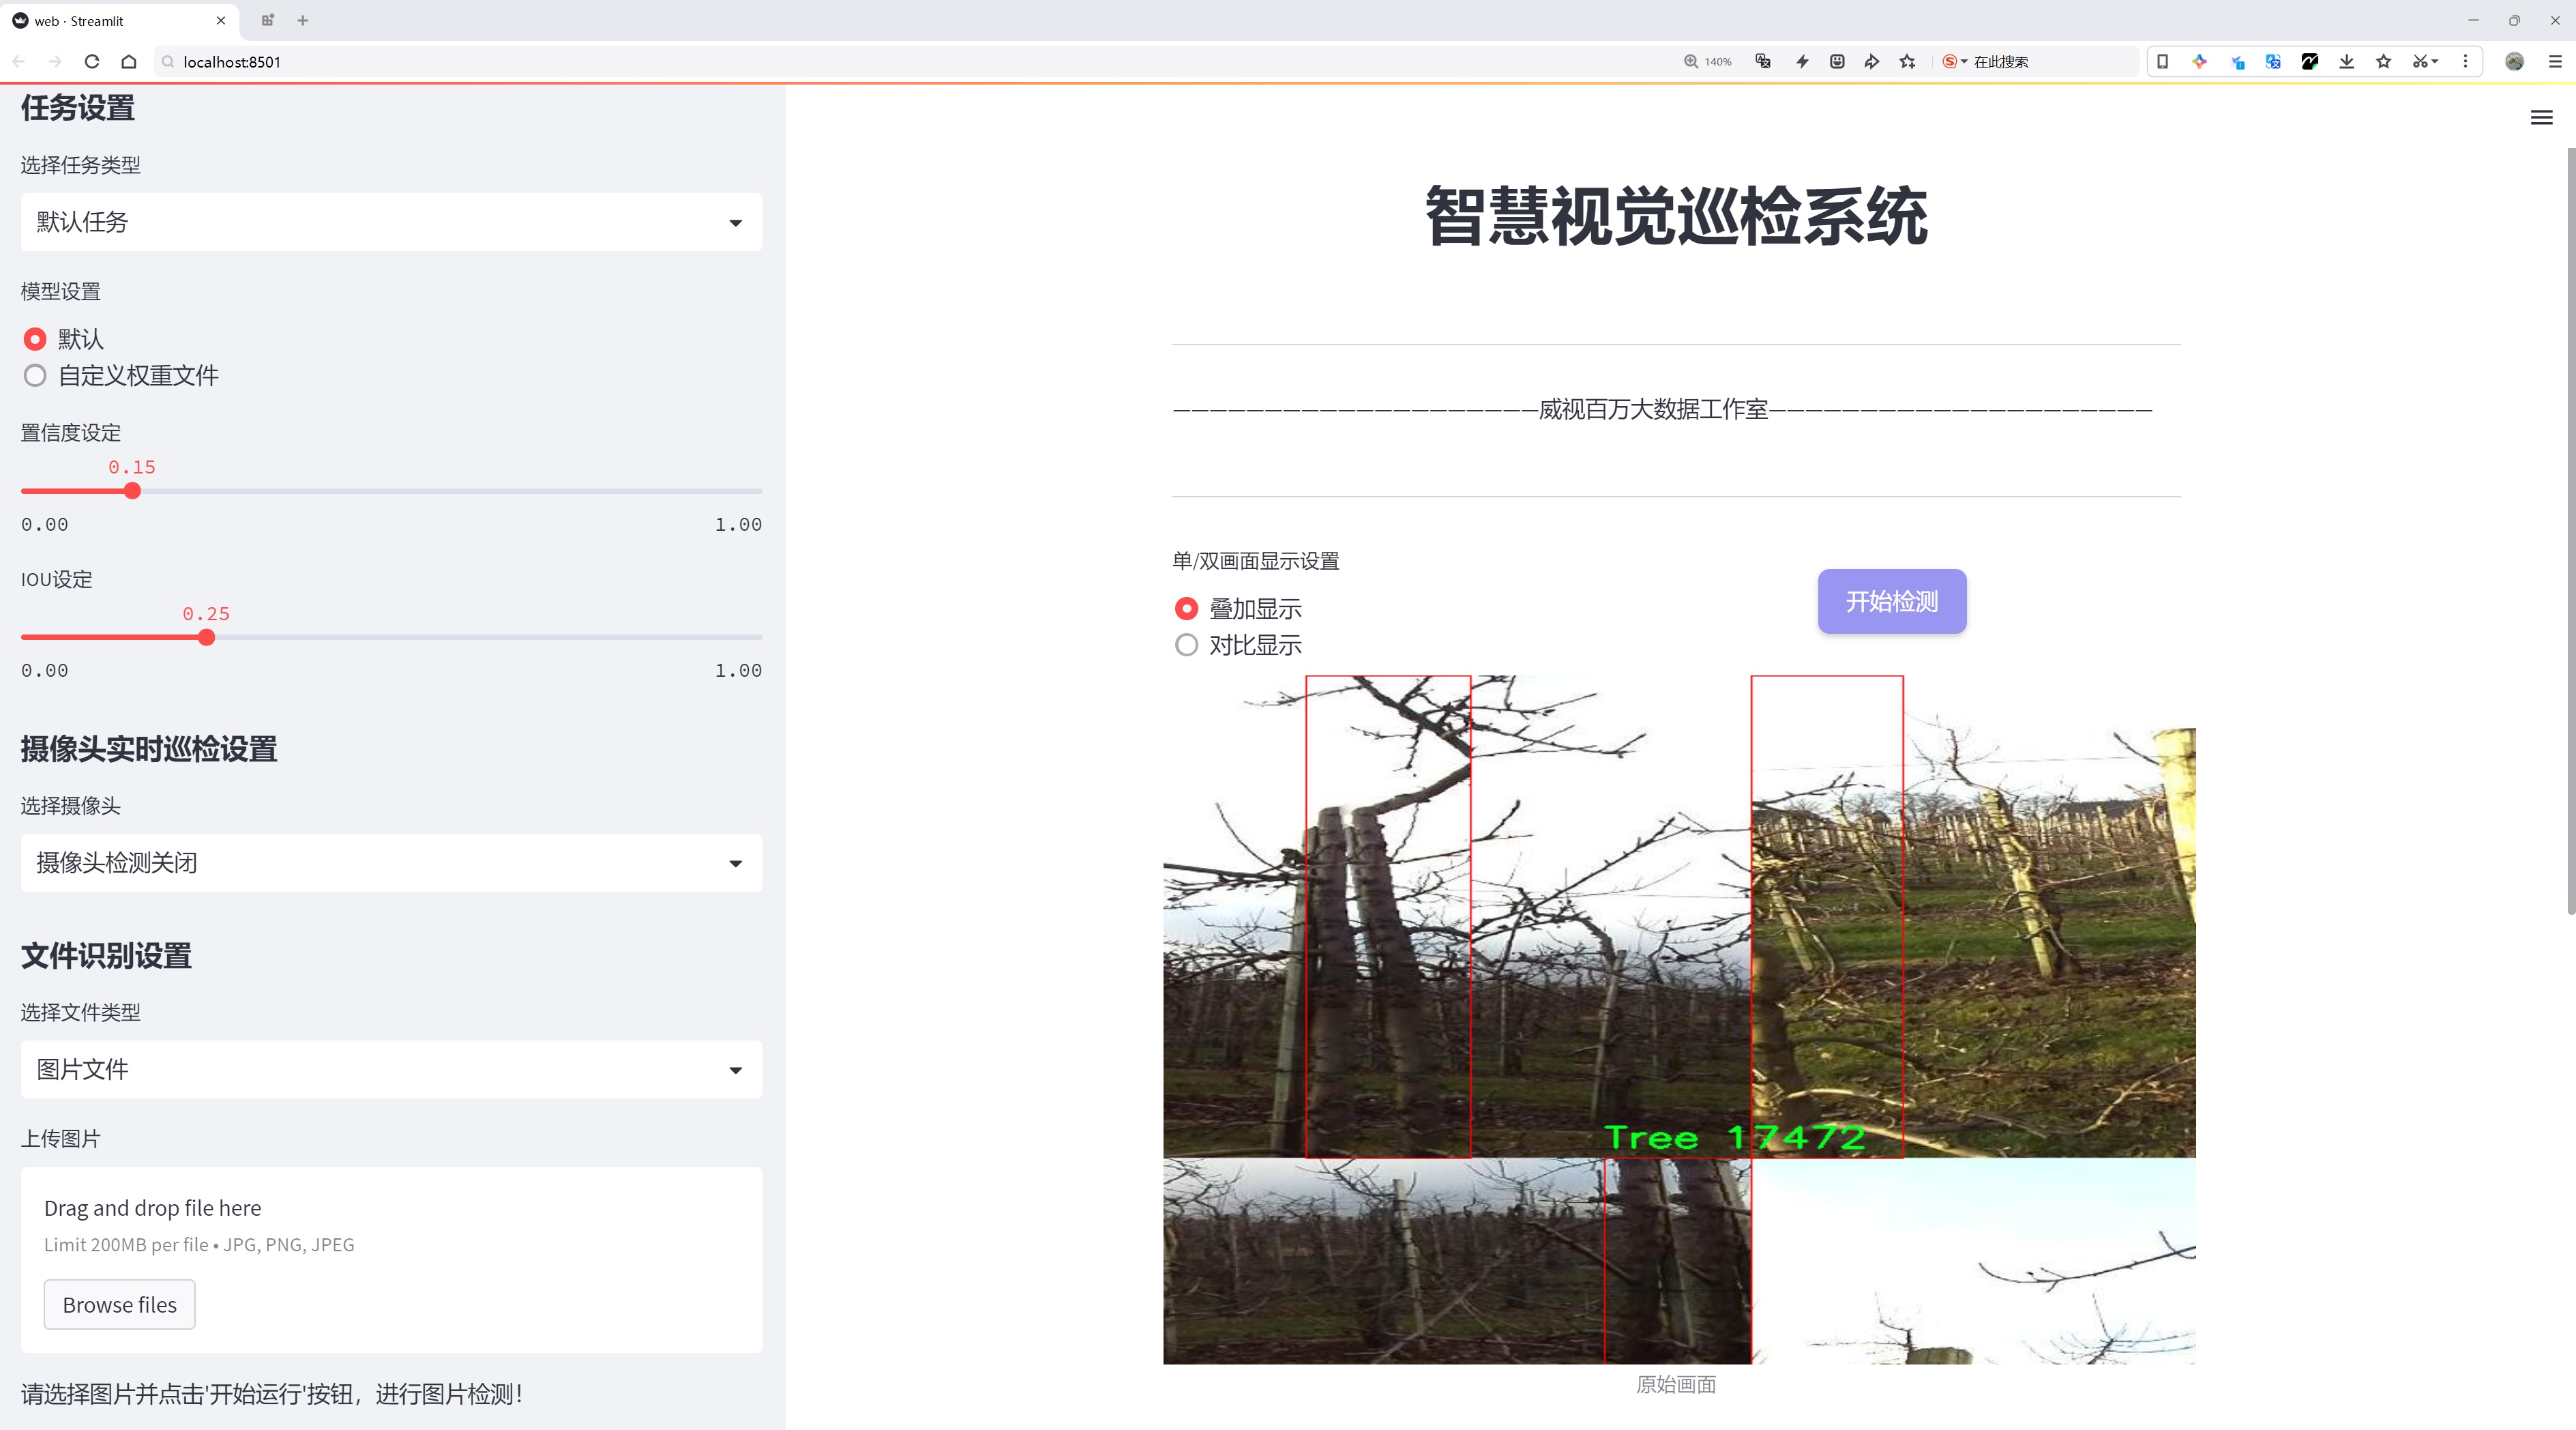 web · Streamlit
localhost:8501
140%
在此搜索
任务设置
选择任务类型
默认任务
模型设置
默认
自定义权重文件
置信度设定
0.15
0.00 1.00
IOU设定
0.25
0.00 1.00
摄像头实时巡检设置
选择摄像头
摄像头检测关闭
文件识别设置
选择文件类型
图片文件
上传图片
Drag and drop file here
Limit 200MB per file • JPG, PNG, JPEG
Browse files
请选择图片并点击'开始运行'按钮，进行图片检测！
智慧视觉巡检系统
————————————————————威视百万大数据工作室—————————————————————
单/双画面显示设置
叠加显示
对比显示
开始检测
Tree 17472
原始画面